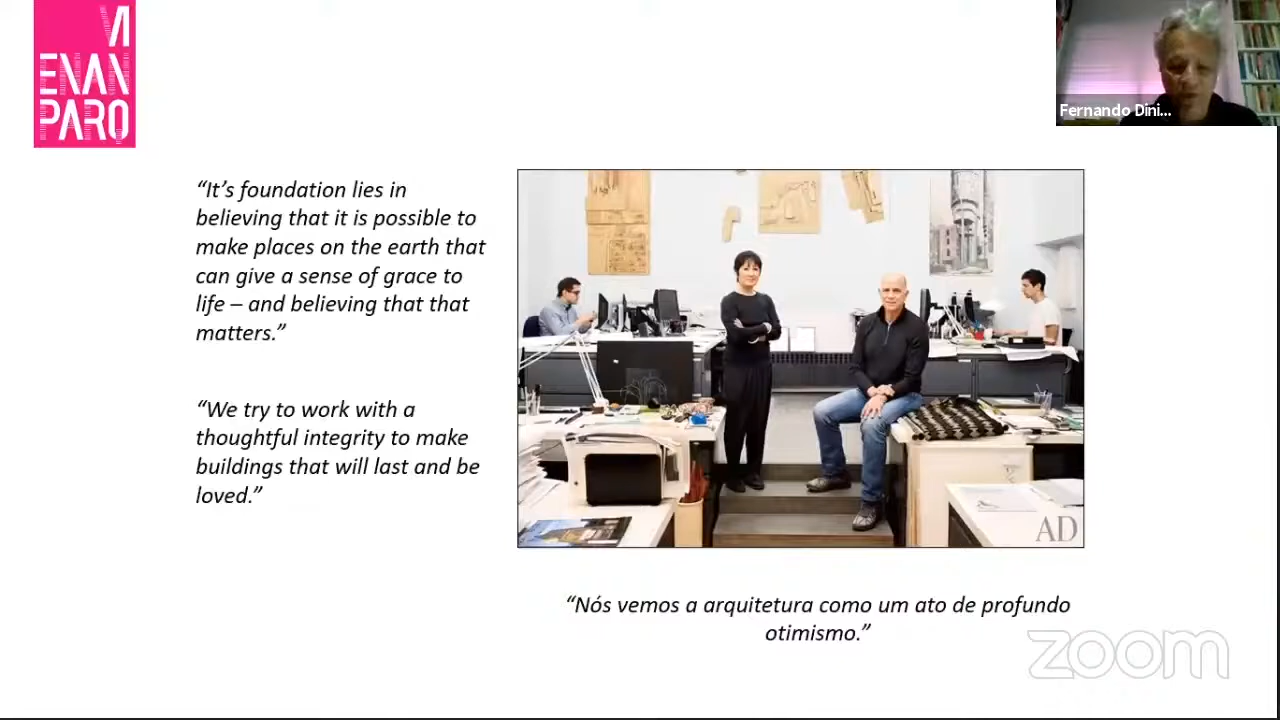 VI
ENAN
PARQ
Fernando Dini...
“It’s foundation lies in
believing that it is possible to
make places on the earth that
can give a sense of grace to
life – and believing that that
matters.”
“We try to work with a
thoughtful integrity to make
buildings that will last and be
loved.”
AD
“Nós vemos a arquitetura como um ato de profundo
otimismo.”
zoom